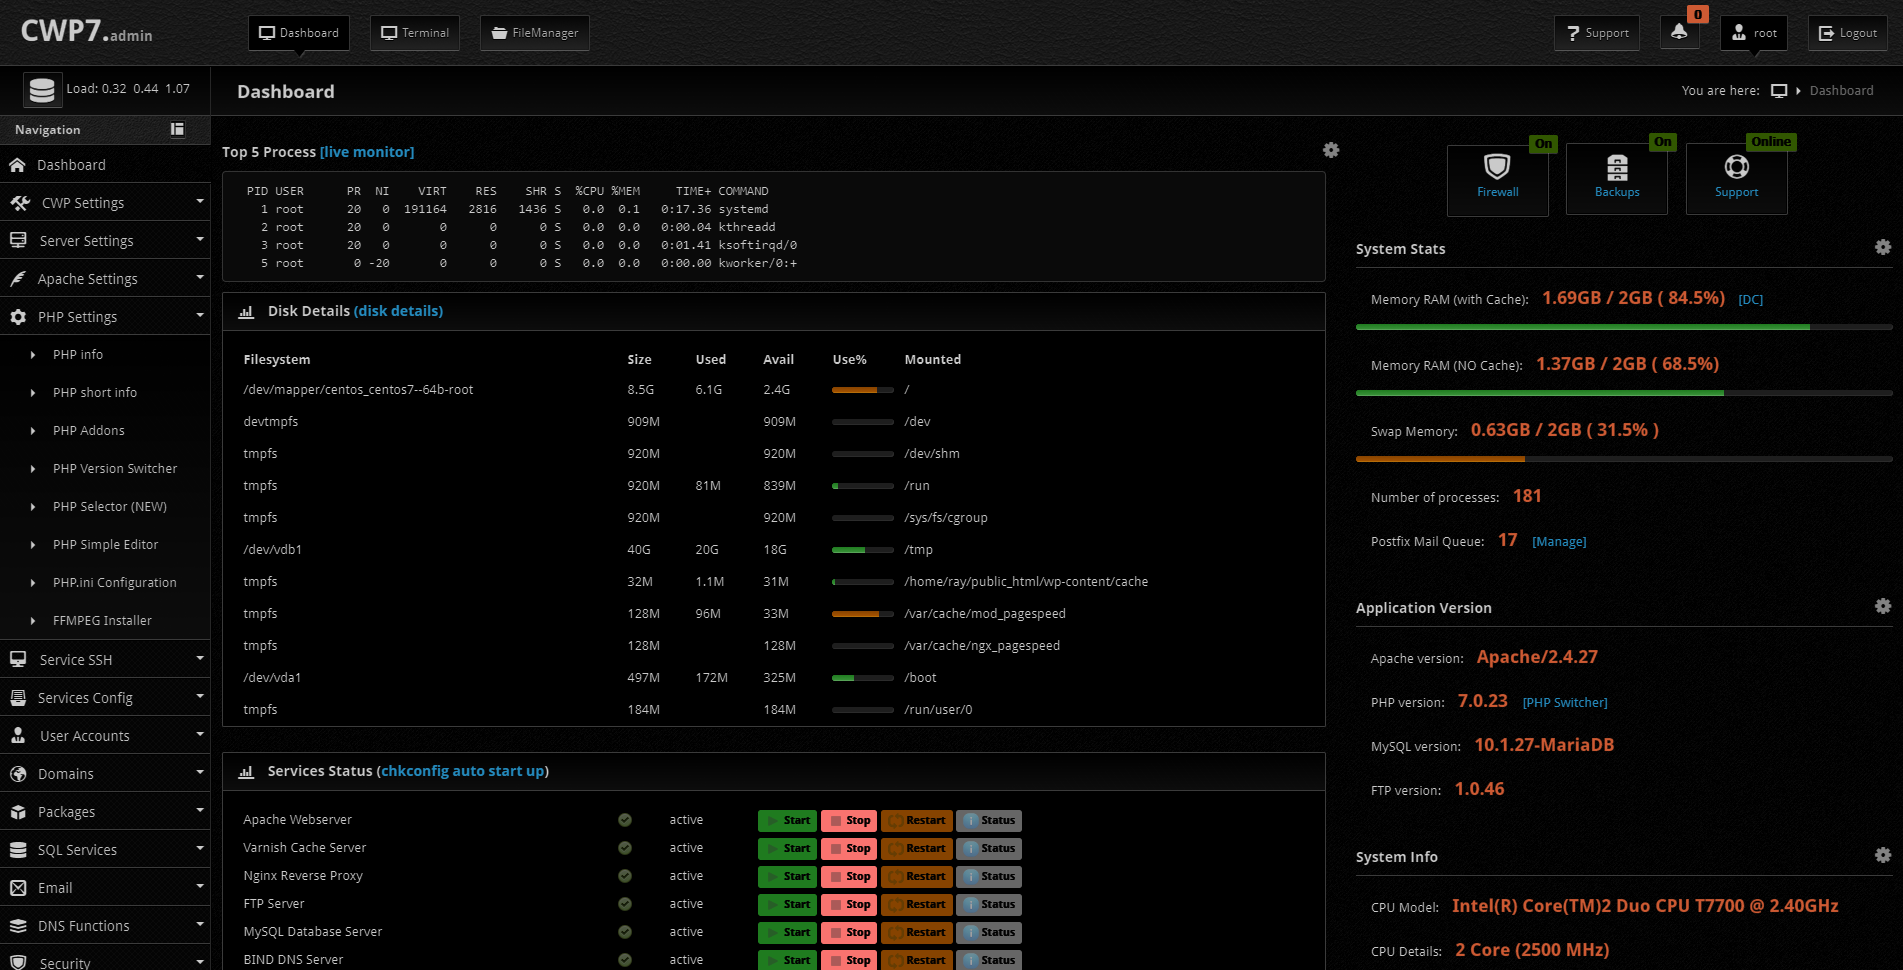 CWP7.admin
Dashboard
Terminal
FileManager
Support
0
root
Logout
Load: 0.32 0.44 1.07
Dashboard
You are here: Dashboard
Navigation
Dashboard
CWP Settings
Server Settings
Apache Settings
PHP Settings
PHP info
PHP short info
PHP Addons
PHP Version Switcher
PHP Selector (NEW)
PHP Simple Editor
PHP.ini Configuration
FFMPEG Installer
Service SSH
Services Config
User Accounts
Domains
Packages
SQL Services
Email
DNS Functions
Security
Top 5 Process [live monitor]
PID USER PR NI VIRT RES SHR S %CPU %MEM TIME+ COMMAND
1 root 20 0 191164 2816 1436 S 0.0 0.1 0:17.36 systemd
2 root 20 0 0 0 0 S 0.0 0.0 0:00.04 kthreadd
3 root 20 0 0 0 0 S 0.0 0.0 0:01.41 ksoftirqd/0
5 root 0 -20 0 0 0 S 0.0 0.0 0:00.00 kworker/0:+
Disk Details (disk details)
Filesystem Size Used Avail Use% Mounted
/dev/mapper/centos_centos7--64b-root 8.5G 6.1G 2.4G /
devtmpfs 909M 909M /dev
tmpfs 920M 920M /dev/shm
tmpfs 920M 81M 839M /run
tmpfs 920M 920M /sys/fs/cgroup
/dev/vdb1 40G 20G 18G /tmp
tmpfs 32M 1.1M 31M /home/ray/public_html/wp-content/cache
tmpfs 128M 96M 33M /var/cache/mod_pagespeed
tmpfs 128M 128M /var/cache/ngx_pagespeed
/dev/vda1 497M 172M 325M /boot
tmpfs 184M 184M /run/user/0
Services Status (chkconfig auto start up)
Apache Webserver active Start Stop Restart Status
Varnish Cache Server active Start Stop Restart Status
Nginx Reverse Proxy active Start Stop Restart Status
FTP Server active Start Stop Restart Status
MySQL Database Server active Start Stop Restart Status
BIND DNS Server active Start Stop Restart Status
On
Firewall
On
Backups
Online
Support
System Stats
Memory RAM (with Cache): 1.69GB / 2GB ( 84.5%) [DC]
Memory RAM (NO Cache): 1.37GB / 2GB ( 68.5%)
Swap Memory: 0.63GB / 2GB ( 31.5% )
Number of processes: 181
Postfix Mail Queue: 17 [Manage]
Application Version
Apache version: Apache/2.4.27
PHP version: 7.0.23 [PHP Switcher]
MySQL version: 10.1.27-MariaDB
FTP version: 1.0.46
System Info
CPU Model: Intel(R) Core(TM)2 Duo CPU T7700 @ 2.40GHz
CPU Details: 2 Core (2500 MHz)